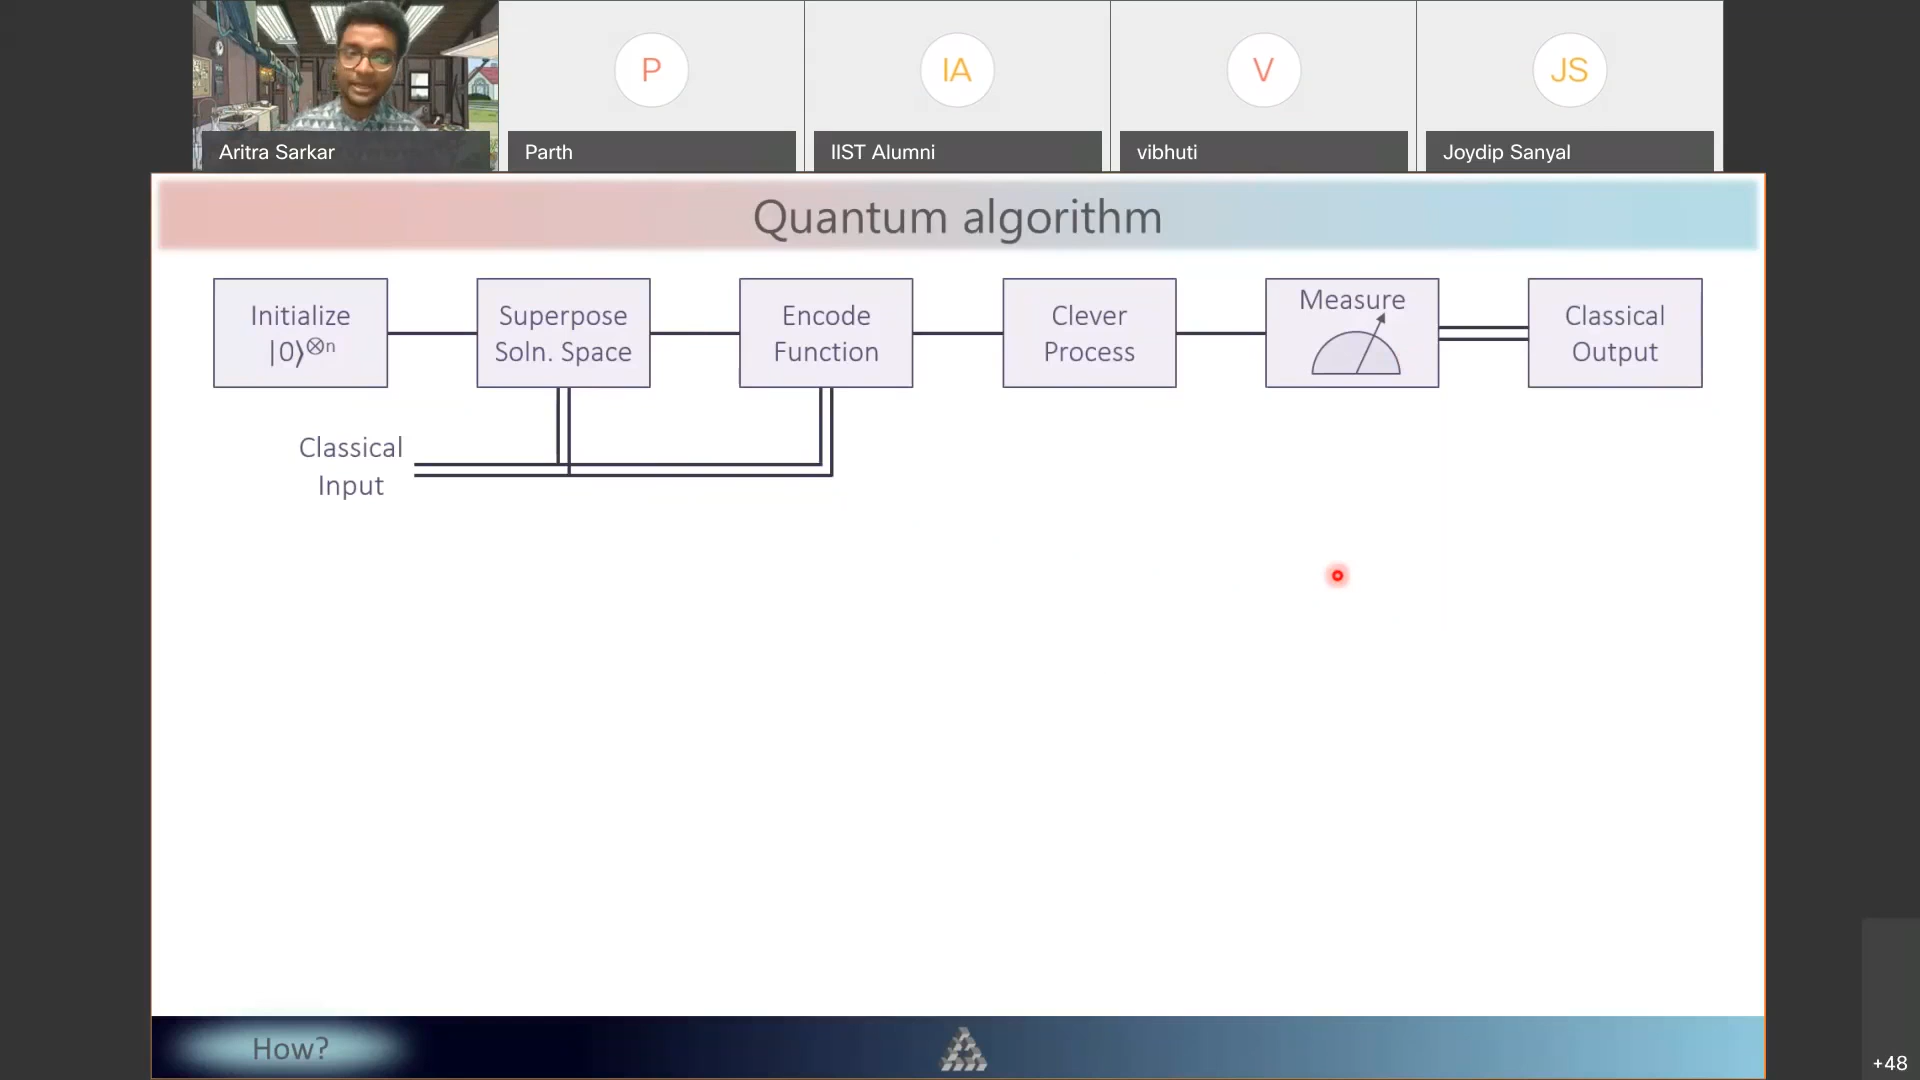 P
IA
V
JS
Aritra Sarkar
Parth
IIST Alumni
vibhuti
Joydip Sanyal
Quantum algorithm
Initialize
|0⟩⊗n
Superpose
Soln. Space
Encode
Function
Clever
Process
Measure
Classical
Output
Classical
Input
How?
+48